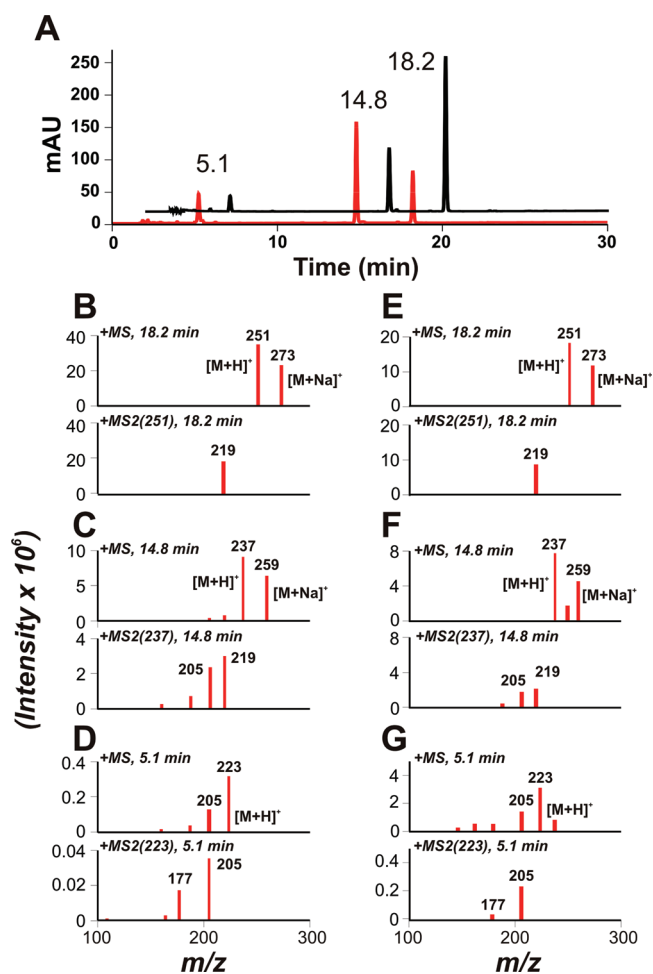 A
250
200
150
100
50
0
mAU
5.1
14.8
18.2
0
10
20
30
Time (min)
B
+MS, 18.2 min
40
20
0
251
273
[M+H]+
[M+Na]+
+MS2(251), 18.2 min
40
20
0
219
E
+MS, 18.2 min
20
10
0
251
273
[M+H]+
[M+Na]+
+MS2(251), 18.2 min
20
10
0
219
(Intensity x 10⁶)
C
+MS, 14.8 min
10
5
0
237
259
[M+H]+
[M+Na]+
+MS2(237), 14.8 min
4
2
0
205
219
F
+MS, 14.8 min
8
4
0
237
259
[M+H]+
[M+Na]+
+MS2(237), 14.8 min
8
4
0
205
219
D
+MS, 5.1 min
0.4
0.2
0
223
205
[M+H]+
+MS2(223), 5.1 min
0.04
0.02
0
177
205
100
200
300
m/z
G
+MS, 5.1 min
4
2
0
223
205
[M+H]+
+MS2(223), 5.1 min
0.4
0.2
0
177
205
100
200
300
m/z